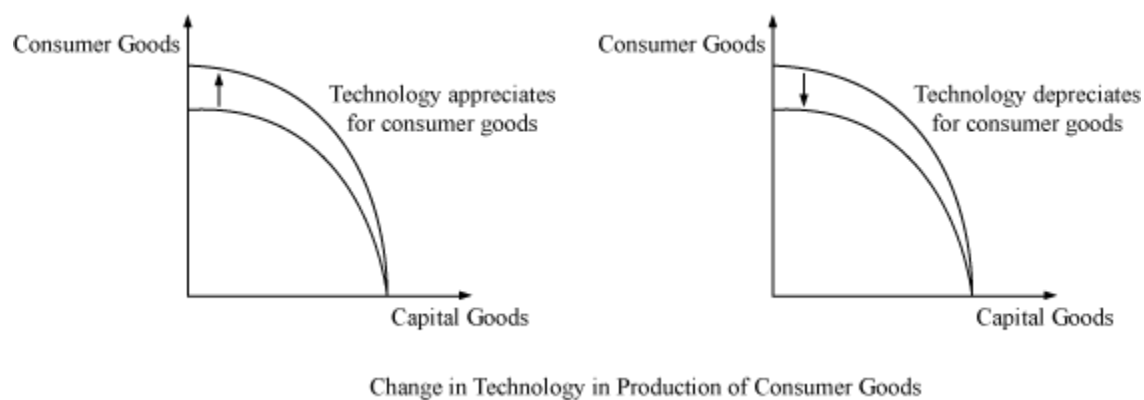 Consumer Goods
Technology appreciates
for consumer goods
Capital Goods
Consumer Goods
Technology depreciates
for consumer goods
Capital Goods
Change in Technology in Production of Consumer Goods